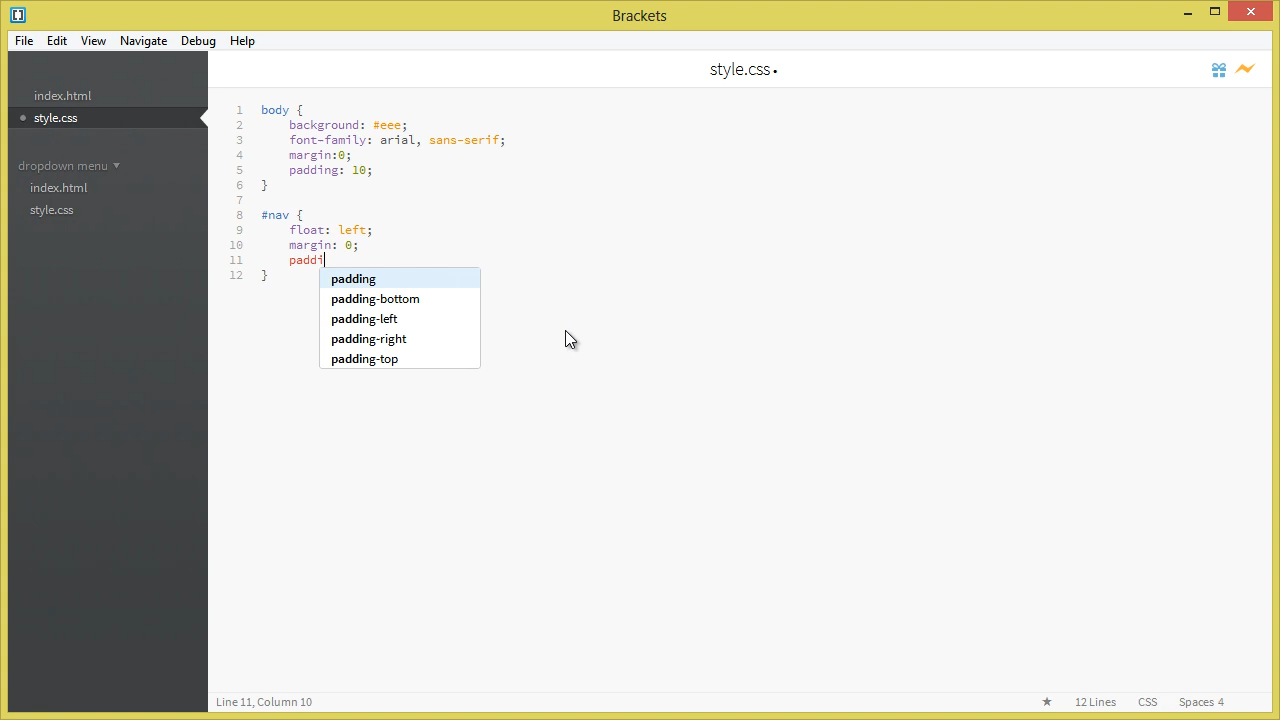 Brackets
File Edit View Navigate Debug Help
style.css •
index.html
style.css
dropdown menu
index.html
style.css
1 body {
2 background: #eee;
3 font-family: arial, sans-serif;
4 margin:0;
5 padding: 10;
6 }
7
8 #nav {
9 float: left;
10 margin: 0;
11 paddi
12 }
padding
padding-bottom
padding-left
padding-right
padding-top
Line 11, Column 10 12 Lines CSS Spaces 4